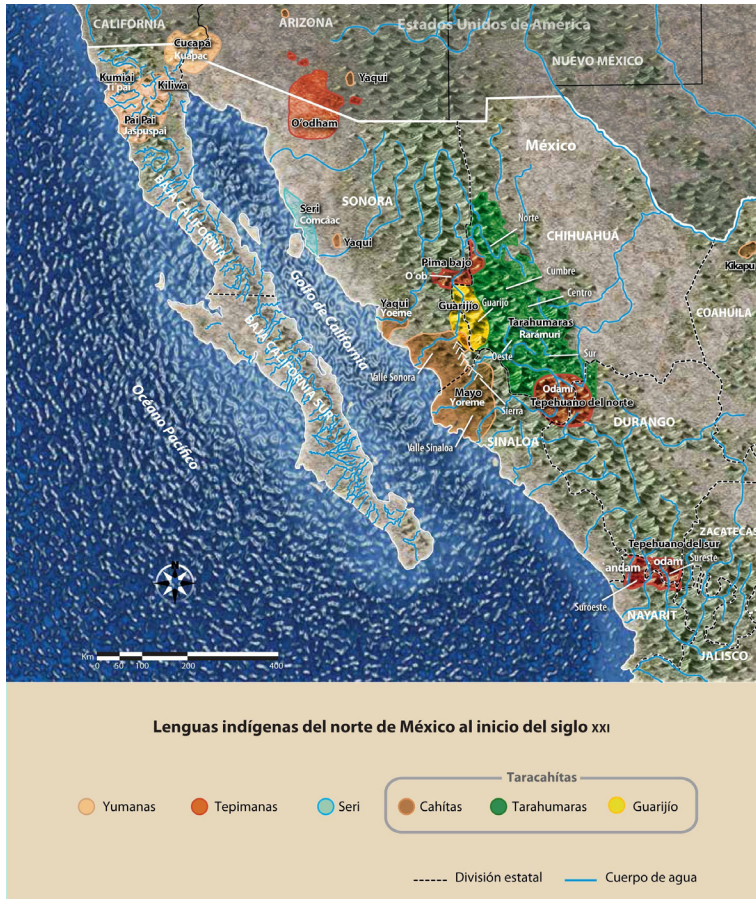 CALIFORNIA
ARIZONA
Estados Unidos de América
NUEVO MÉXICO
Cucapá
Kuapac
Kumiai
Ti pai
Kiliwa
Yaqui
Pai Pai
Jaspuspai
O'odham
México
BAJA CALIFORNIA
SONORA
Seri
Comcáac
Yaqui
Norte
CHIHUAHUA
Kikapú
Pima bajo
O'ob
Cumbre
Golfo de California
Yaqui
Yoeme
Guarijío
Guarijó
Centro
COAHUILA
Tarahumaras
Rarámuri
BAJA CALIFORNIA SUR
Oeste
Sur
Valle Sonora
Mayo
Yoreme
Sierra
Odami
Tepehuano del norte
Océano Pacífico
Valle Sinaloa
SINALOA
DURANGO
ZACATECAS
Tepehuano del sur
andam
odam
Sureste
Suroeste
NAYARIT
JALISCO
Km
0 50 100 200 400
Lenguas indígenas del norte de México al inicio del siglo XXI
Taracahítas
Yumanas
Tepimanas
Seri
Cahítas
Tarahumaras
Guarijío
División estatal
Cuerpo de agua